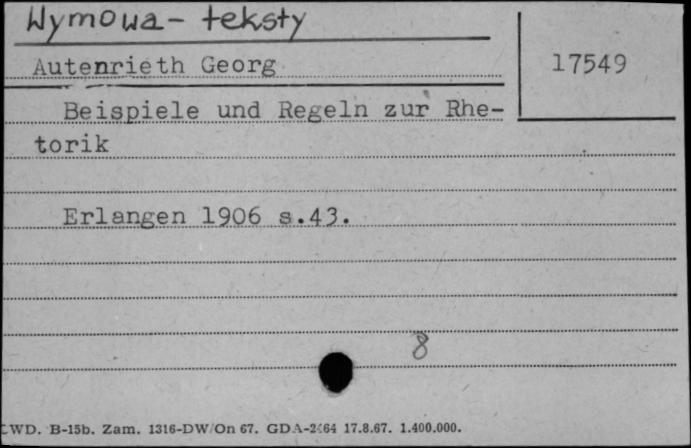 Wymowa - teksty
Autenrieth Georg
17549
Beispiele und Regeln zur Rhe-
torik
Erlangen 1906 s.43.
8
WD. B-15b. Zam. 1316-DW/On 67. GDA-2464 17.8.67. 1.400.000.